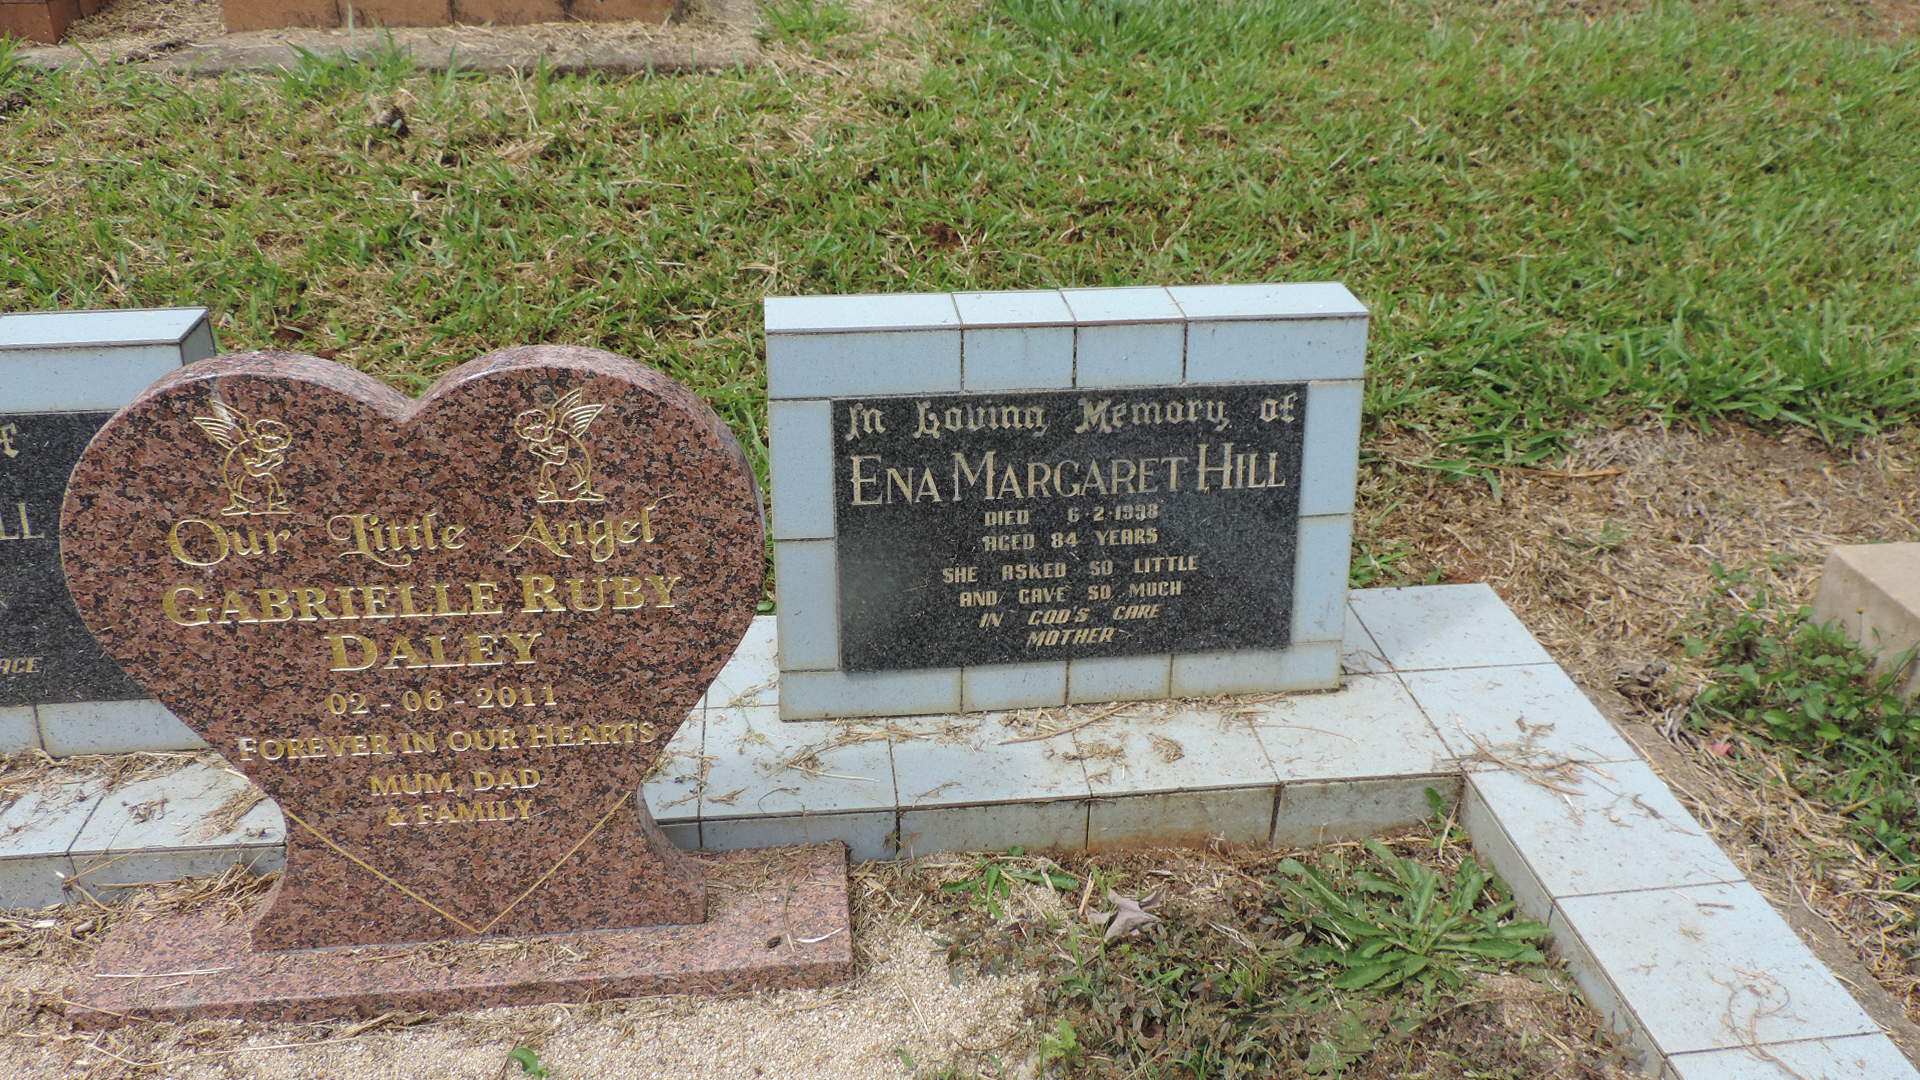 Our Little Angel
GABRIELLE RUBY
DALEY
02 - 06 - 2011
FOREVER IN OUR HEARTS
MUM, DAD
& FAMILY
In Loving Memory of
ENA MARGARET HILL
DIED 6·2·1998
AGED 84 YEARS
SHE ASKED SO LITTLE
AND GAVE SO MUCH
IN GOD'S CARE
MOTHER